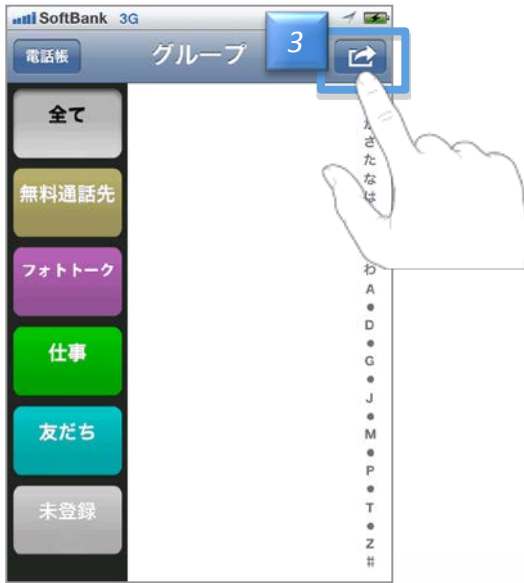 SoftBank 3G
電話帳
グループ
3
全て
無料通話先
フォトトーク
仕事
友だち
未登録
か
さ
た
な
は
わ
A
●
D
●
G
●
J
●
M
●
P
●
T
●
Z
#